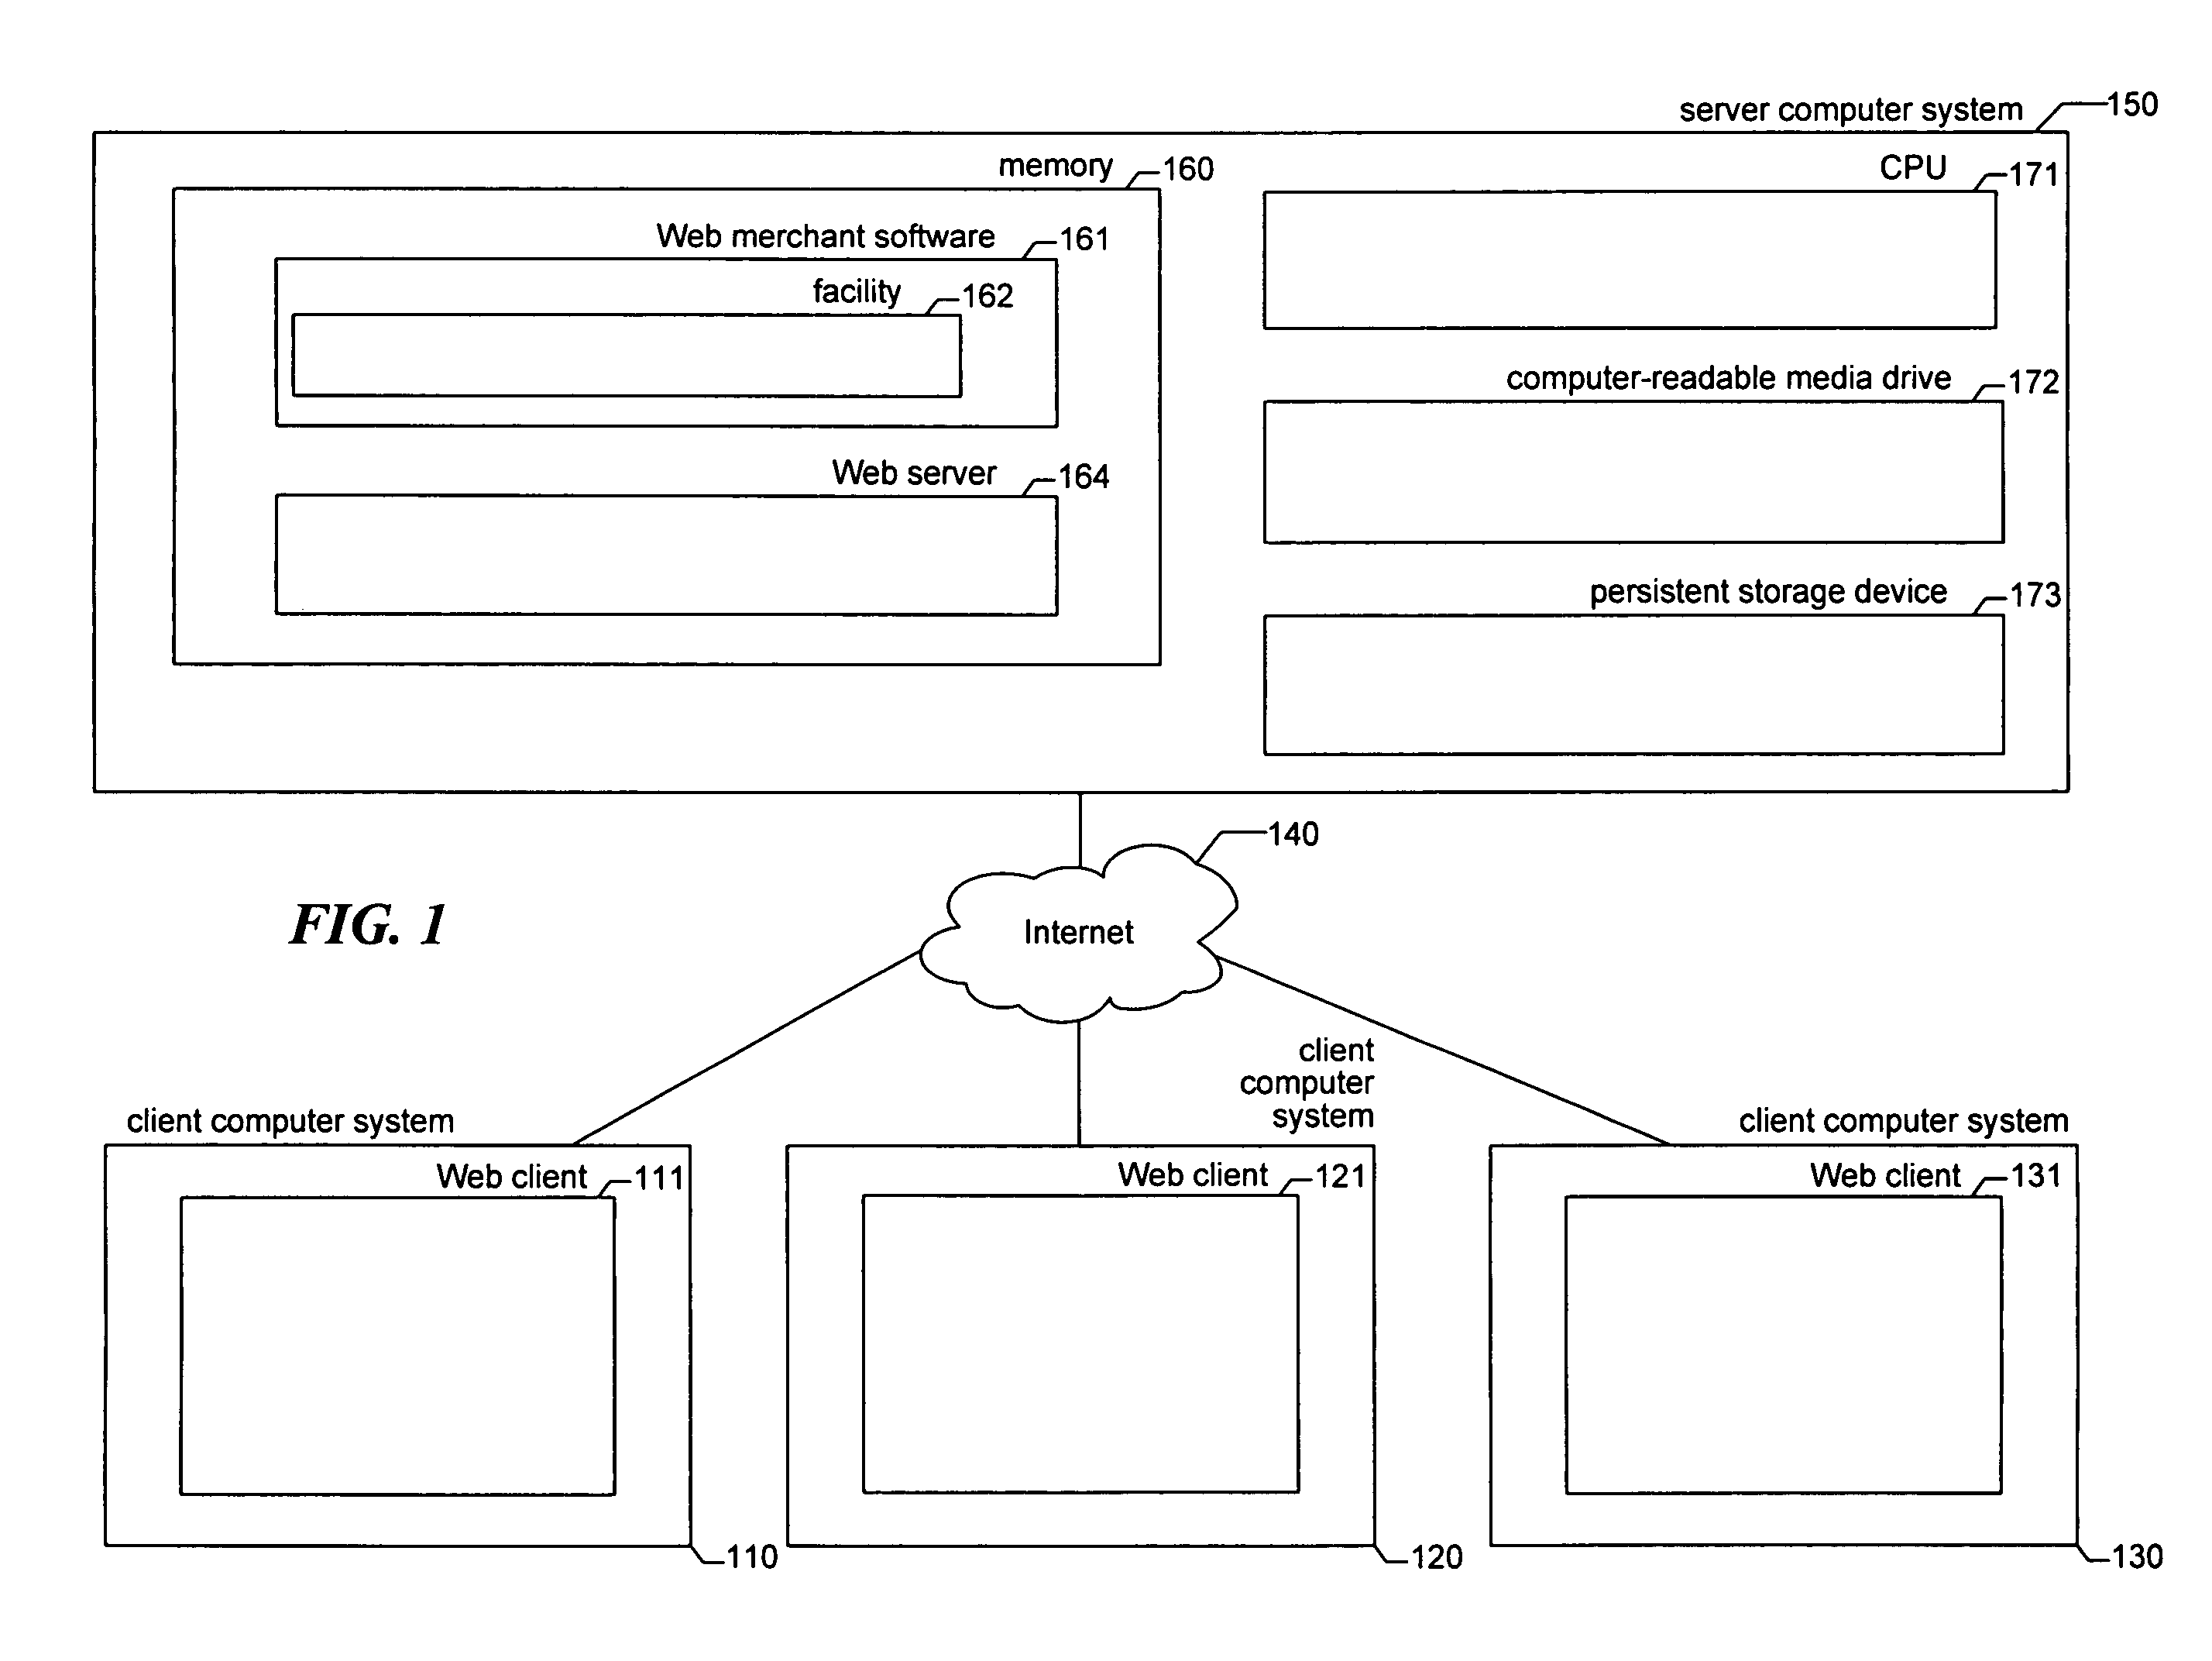 server computer system 150
memory 160
CPU 171
Web merchant software 161
facility 162
computer-readable media drive 172
Web server 164
persistent storage device 173
140
Internet
FIG. 1
client
computer
system
client computer system
client computer system
Web client 111
Web client 121
Web client 131
110
120
130